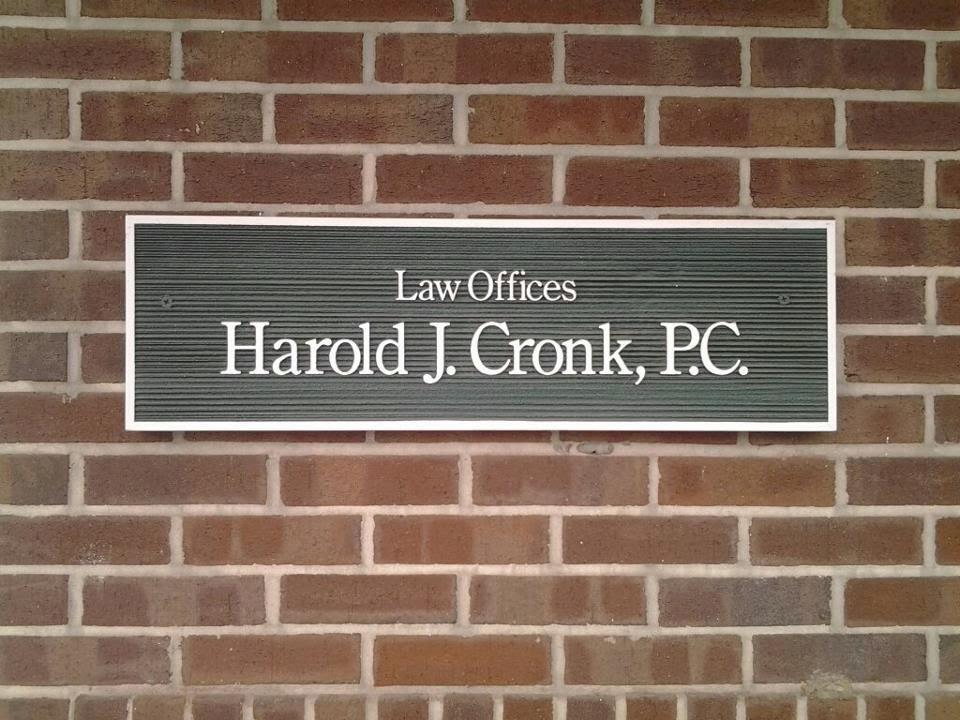 Law Offices
Harold J. Cronk, P.C.